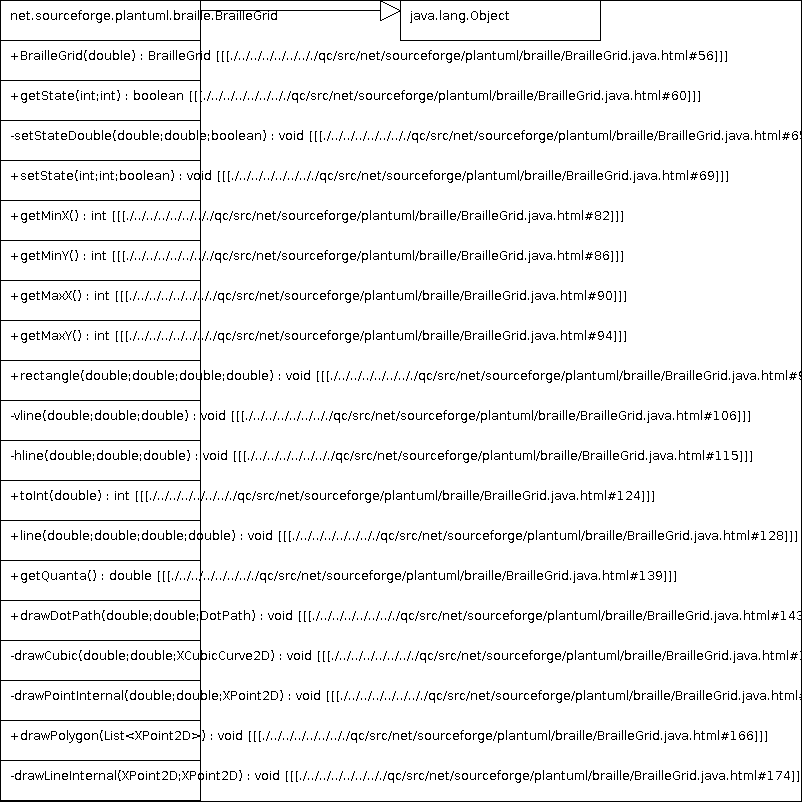 net.sourceforge.plantuml.braille.BrailleGrid
java.lang.Object
+BrailleGrid(double) : BrailleGrid [[[./../../../../../../qc/src/net/sourceforge/plantuml/braille/BrailleGrid.java.html#56]]]
+getState(int;int) : boolean [[[./../../../../../../qc/src/net/sourceforge/plantuml/braille/BrailleGrid.java.html#60]]]
-setStateDouble(double;double;boolean) : void [[[./../../../../../../qc/src/net/sourceforge/plantuml/braille/BrailleGrid.java.html#65
+setState(int;int;boolean) : void [[[./../../../../../../qc/src/net/sourceforge/plantuml/braille/BrailleGrid.java.html#69]]]
+getMinX() : int [[[./../../../../../../qc/src/net/sourceforge/plantuml/braille/BrailleGrid.java.html#82]]]
+getMinY() : int [[[./../../../../../../qc/src/net/sourceforge/plantuml/braille/BrailleGrid.java.html#86]]]
+getMaxX() : int [[[./../../../../../../qc/src/net/sourceforge/plantuml/braille/BrailleGrid.java.html#90]]]
+getMaxY() : int [[[./../../../../../../qc/src/net/sourceforge/plantuml/braille/BrailleGrid.java.html#94]]]
+rectangle(double;double;double;double) : void [[[./../../../../../../qc/src/net/sourceforge/plantuml/braille/BrailleGrid.java.html#9
-vline(double;double;double) : void [[[./../../../../../../qc/src/net/sourceforge/plantuml/braille/BrailleGrid.java.html#106]]]
-hline(double;double;double) : void [[[./../../../../../../qc/src/net/sourceforge/plantuml/braille/BrailleGrid.java.html#115]]]
+toInt(double) : int [[[./../../../../../../qc/src/net/sourceforge/plantuml/braille/BrailleGrid.java.html#124]]]
+line(double;double;double;double) : void [[[./../../../../../../qc/src/net/sourceforge/plantuml/braille/BrailleGrid.java.html#128]]]
+getQuanta() : double [[[./../../../../../../qc/src/net/sourceforge/plantuml/braille/BrailleGrid.java.html#139]]]
+drawDotPath(double;double;DotPath) : void [[[./../../../../../../qc/src/net/sourceforge/plantuml/braille/BrailleGrid.java.html#143
-drawCubic(double;double;XCubicCurve2D) : void [[[./../../../../../../qc/src/net/sourceforge/plantuml/braille/BrailleGrid.java.html#1
-drawPointInternal(double;double;XPoint2D) : void [[[./../../../../../../qc/src/net/sourceforge/plantuml/braille/BrailleGrid.java.html#
+drawPolygon(List<XPoint2D>) : void [[[./../../../../../../qc/src/net/sourceforge/plantuml/braille/BrailleGrid.java.html#166]]]
-drawLineInternal(XPoint2D;XPoint2D) : void [[[./../../../../../../qc/src/net/sourceforge/plantuml/braille/BrailleGrid.java.html#174]]]